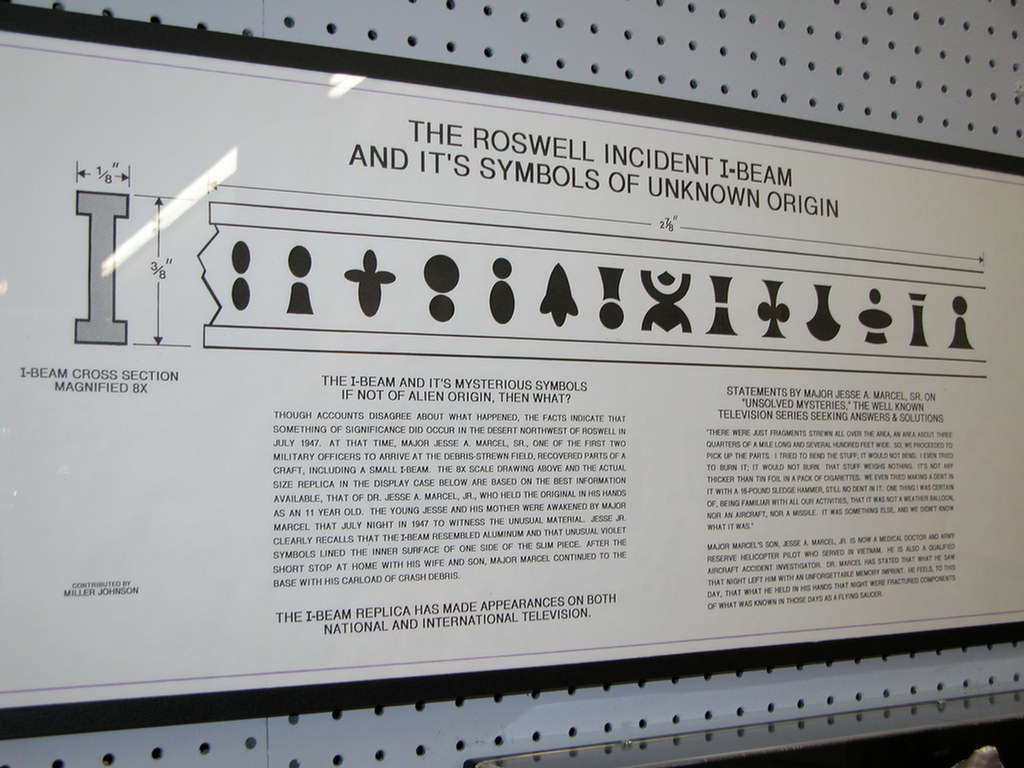 THE ROSWELL INCIDENT I-BEAM
AND IT'S SYMBOLS OF UNKNOWN ORIGIN
1/8"
3/8"
2 7/8"
I-BEAM CROSS SECTION
MAGNIFIED 8X
THE I-BEAM AND IT'S MYSTERIOUS SYMBOLS
IF NOT OF ALIEN ORIGIN, THEN WHAT?
THOUGH ACCOUNTS DISAGREE ABOUT WHAT HAPPENED, THE FACTS INDICATE THAT
SOMETHING OF SIGNIFICANCE DID OCCUR IN THE DESERT NORTHWEST OF ROSWELL IN
JULY 1947. AT THAT TIME, MAJOR JESSE A. MARCEL, SR., ONE OF THE FIRST TWO
MILITARY OFFICERS TO ARRIVE AT THE DEBRIS-STREWN FIELD, RECOVERED PARTS OF A
CRAFT, INCLUDING A SMALL I-BEAM. THE 8X SCALE DRAWING ABOVE AND THE ACTUAL
SIZE REPLICA IN THE DISPLAY CASE BELOW ARE BASED ON THE BEST INFORMATION
AVAILABLE, THAT OF DR. JESSE A. MARCEL, JR., WHO HELD THE ORIGINAL IN HIS HANDS
AS AN 11 YEAR OLD. THE YOUNG JESSE AND HIS MOTHER WERE AWAKENED BY MAJOR
MARCEL THAT JULY NIGHT IN 1947 TO WITNESS THE UNUSUAL MATERIAL. JESSE JR.
CLEARLY RECALLS THAT THE I-BEAM RESEMBLED ALUMINUM AND THAT UNUSUAL VIOLET
SYMBOLS LINED THE INNER SURFACE OF ONE SIDE OF THE SLIM PIECE. AFTER THE
SHORT STOP AT HOME WITH HIS WIFE AND SON, MAJOR MARCEL CONTINUED TO THE
BASE WITH HIS CARLOAD OF CRASH DEBRIS.
THE I-BEAM REPLICA HAS MADE APPEARANCES ON BOTH
NATIONAL AND INTERNATIONAL TELEVISION.
STATEMENTS BY MAJOR JESSE A. MARCEL, SR. ON
"UNSOLVED MYSTERIES," THE WELL KNOWN
TELEVISION SERIES SEEKING ANSWERS & SOLUTIONS
"THERE WERE JUST FRAGMENTS STREWN ALL OVER THE AREA, AN AREA ABOUT THREE
QUARTERS OF A MILE LONG AND SEVERAL HUNDRED FEET WIDE. SO, WE PROCEEDED TO
PICK UP THE PARTS. I TRIED TO BEND THE STUFF; IT WOULD NOT BEND. I EVEN TRIED
TO BURN IT; IT WOULD NOT BURN. THAT STUFF WEIGHS NOTHING. IT'S NOT ANY
THICKER THAN TIN FOIL IN A PACK OF CIGARETTES. WE EVEN TRIED MAKING A DENT IN
IT WITH A 16-POUND SLEDGE HAMMER, STILL NO DENT IN IT. ONE THING I WAS CERTAIN
OF, BEING FAMILIAR WITH ALL OUR ACTIVITIES, THAT IT WAS NOT A WEATHER BALLOON,
NOR AN AIRCRAFT, NOR A MISSILE. IT WAS SOMETHING ELSE, AND WE DIDN'T KNOW
WHAT IT WAS."
MAJOR MARCEL'S SON, JESSE A. MARCEL, JR. IS NOW A MEDICAL DOCTOR AND ARMY
RESERVE HELICOPTER PILOT WHO SERVED IN VIETNAM. HE IS ALSO A QUALIFIED
AIRCRAFT ACCIDENT INVESTIGATOR. DR. MARCEL HAS STATED THAT WHAT HE SAW
THAT NIGHT LEFT HIM WITH AN UNFORGETTABLE MEMORY IMPRINT. HE FEELS, TO THIS
DAY, THAT WHAT HE HELD IN HIS HANDS THAT NIGHT WERE FRACTURED COMPONENTS
OF WHAT WAS KNOWN IN THOSE DAYS AS A FLYING SAUCER.
CONTRIBUTED BY
MILLER JOHNSON